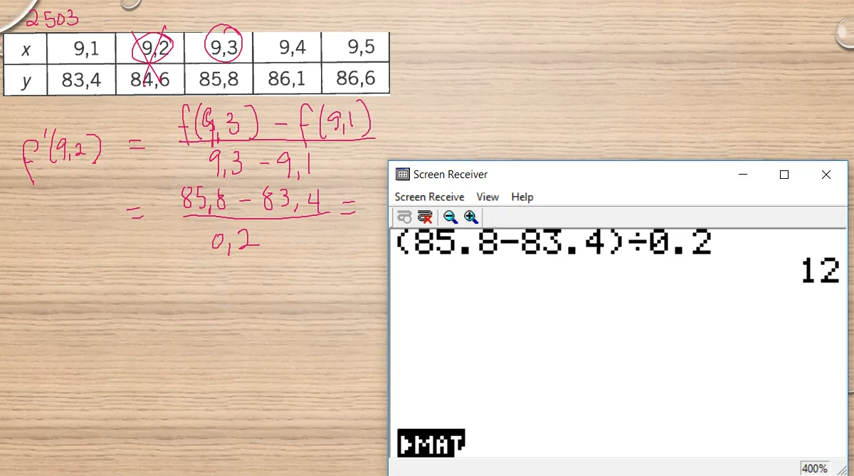 2503
x 9,1 9,2 9,3 9,4 9,5
y 83,4 84,6 85,8 86,1 86,6
f'(9,2) = f(9,3) - f(9,1)
9,3 - 9,1
= 85,8 - 83,4 =
0,2
Screen Receiver
Screen Receive View Help
(85.8-83.4)÷0.2
12
►MAT
400%